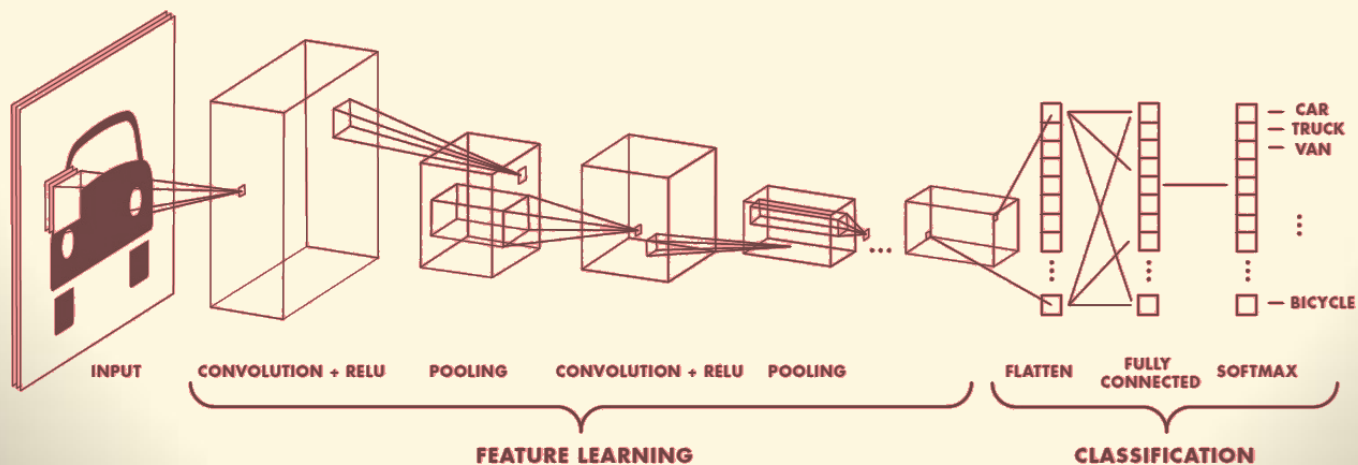 CAR
TRUCK
VAN
BICYCLE
INPUT
CONVOLUTION + RELU
POOLING
CONVOLUTION + RELU
POOLING
FLATTEN
FULLY
CONNECTED
SOFTMAX
FEATURE LEARNING
CLASSIFICATION